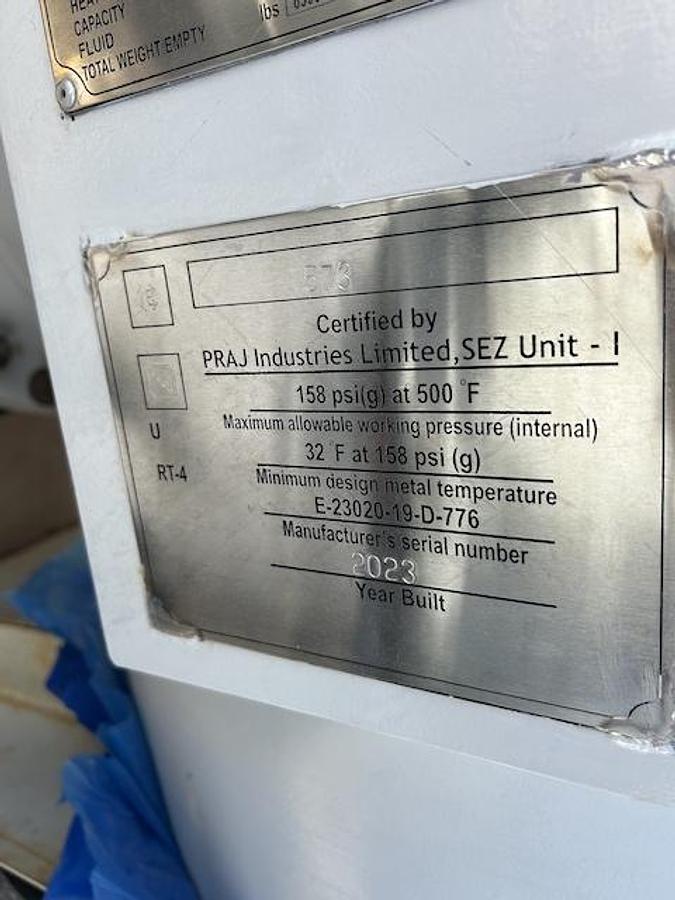 CAPACITY
FLUID
TOTAL WEIGHT EMPTY
lbs
573
Certified by
PRAJ Industries Limited, SEZ Unit - I
158 psi(g) at 500 °F
Maximum allowable working pressure (internal)
32 °F at 158 psi (g)
Minimum design metal temperature
E-23020-19-D-776
Manufacturer's serial number
2023
Year Built
U
RT-4